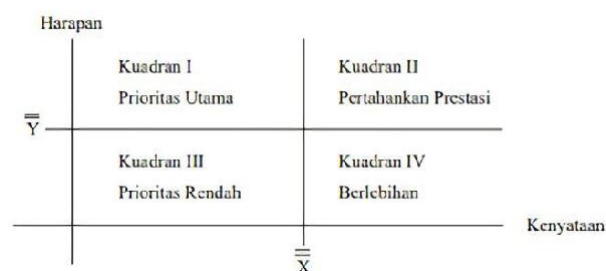 Harapan
Kuadran I
Prioritas Utama
Kuadran II
Pertahankan Prestasi
Y
Kuadran III
Prioritas Rendah
Kuadran IV
Berlebihan
Kenyataan
X